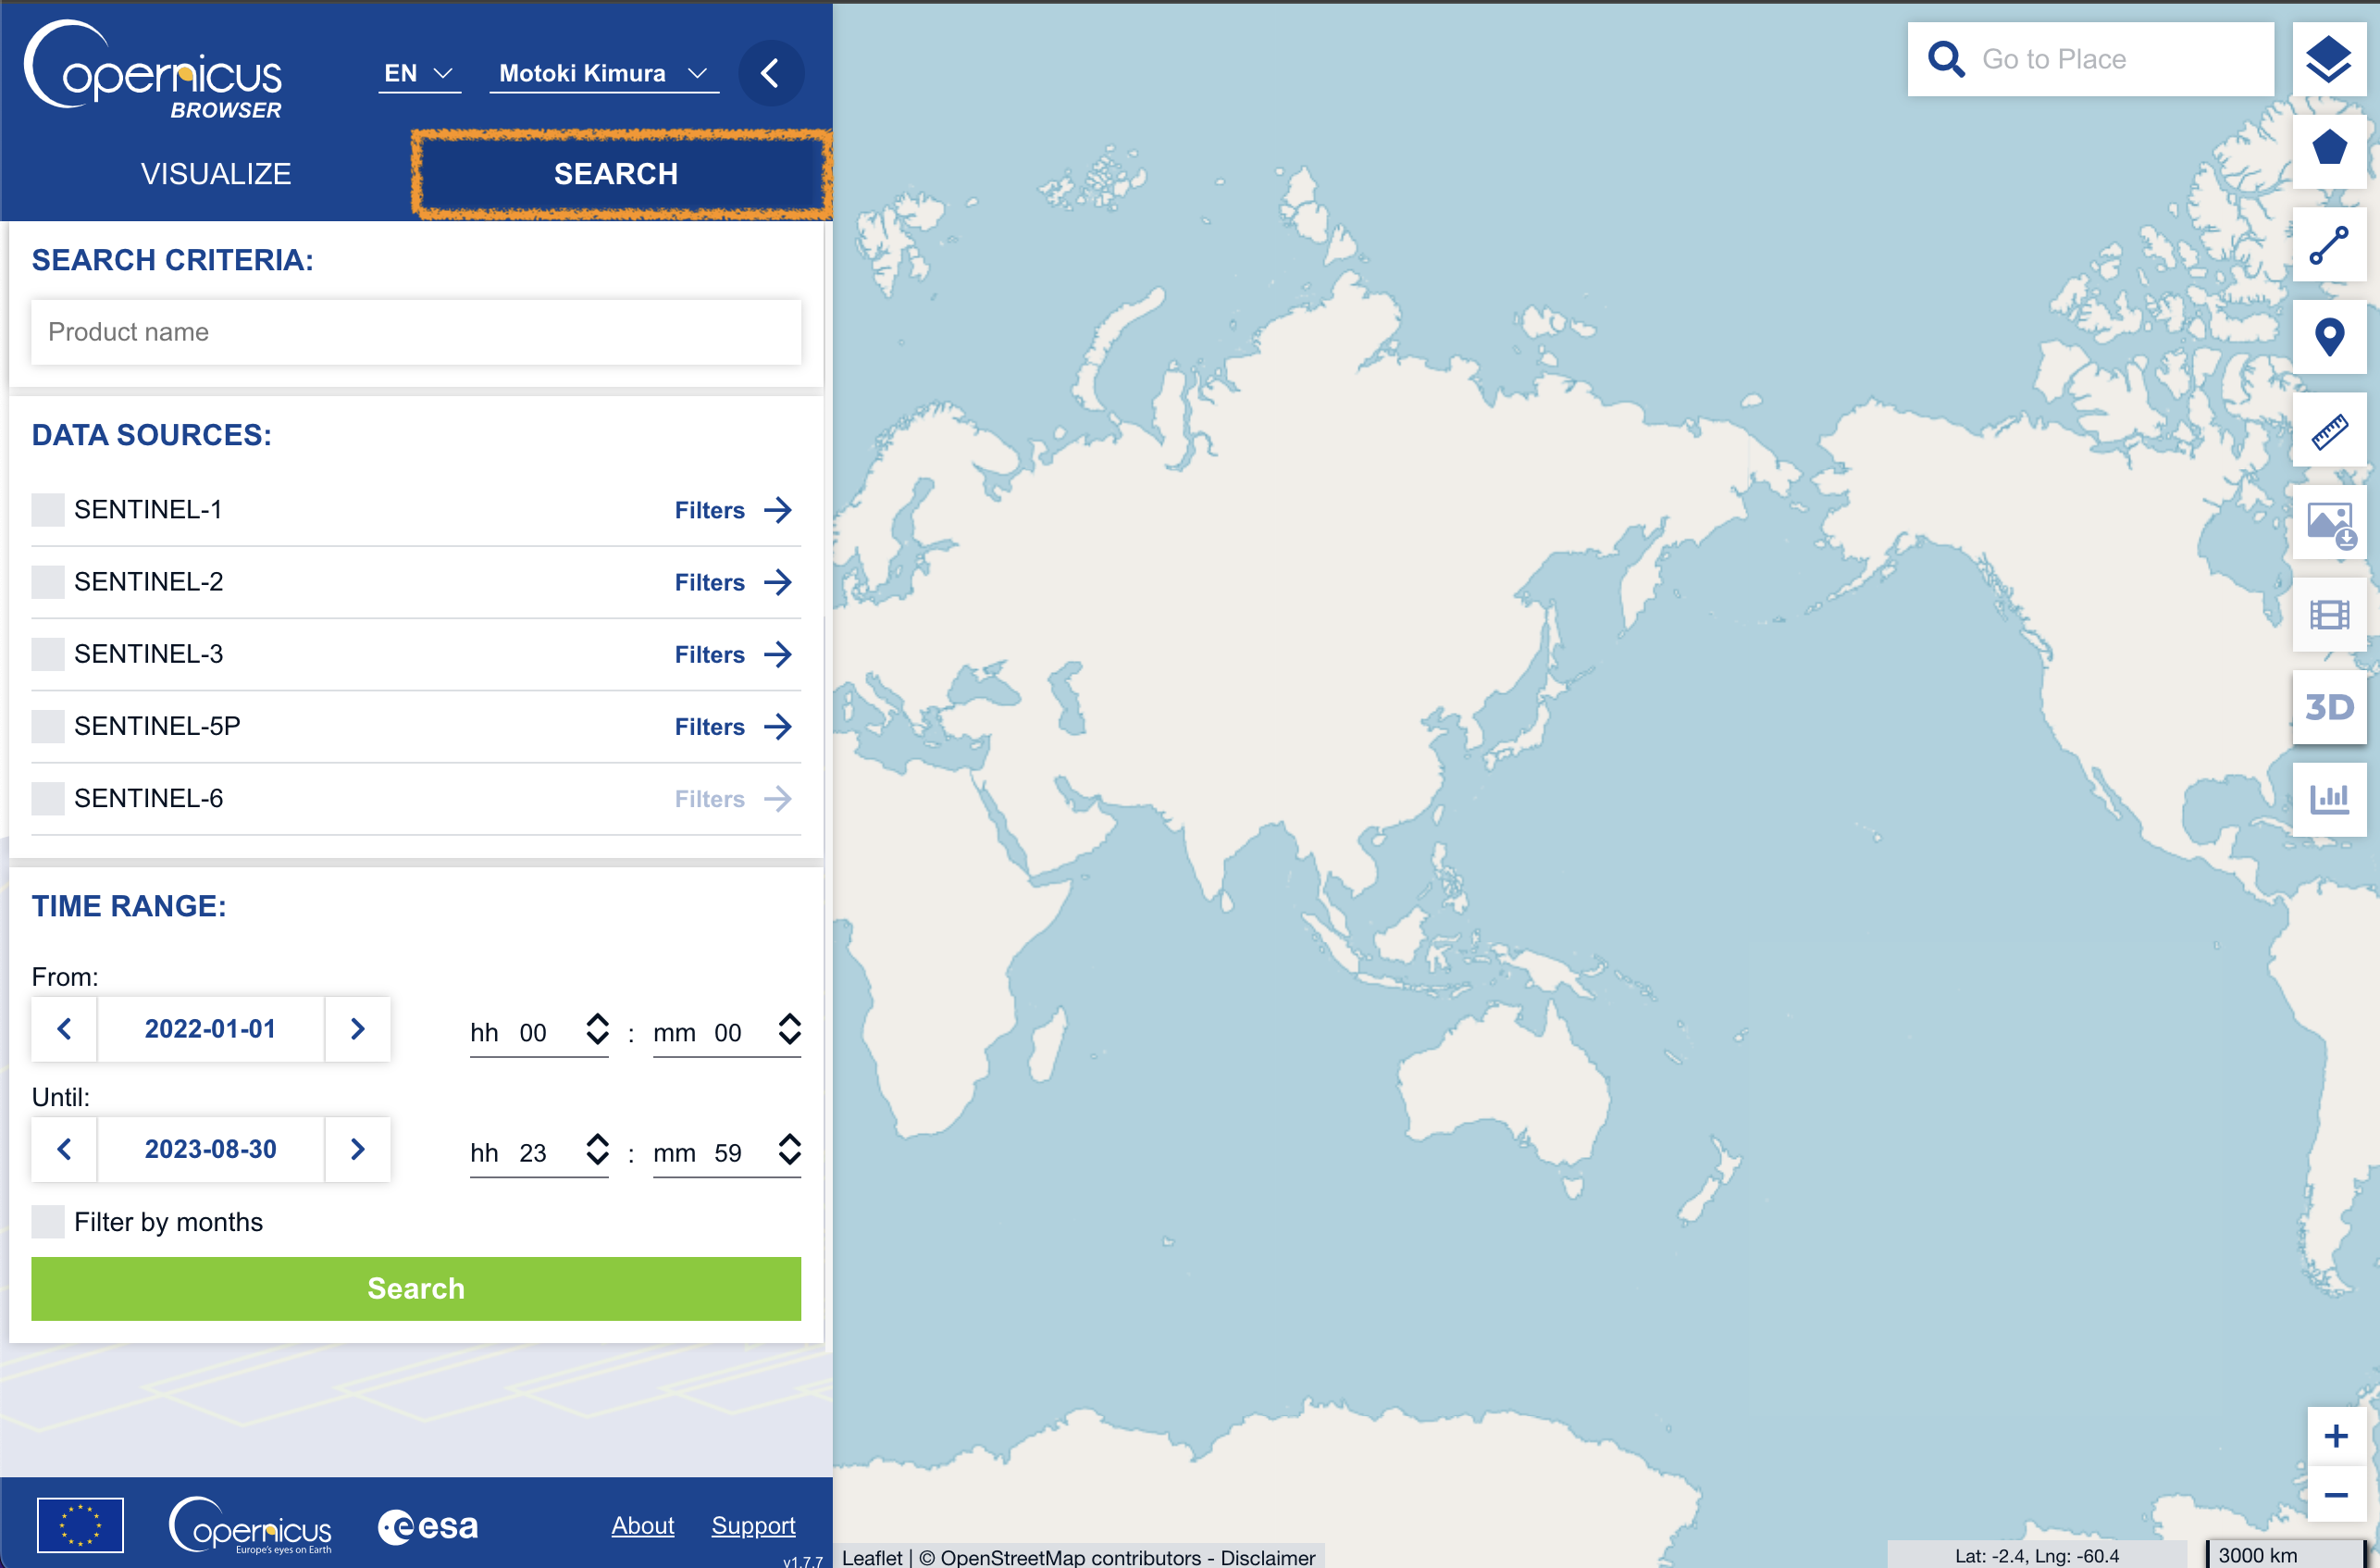 Copernicus
BROWSER
EN
Motoki Kimura
VISUALIZE
SEARCH
SEARCH CRITERIA:
Product name
DATA SOURCES:
SENTINEL-1 Filters
SENTINEL-2 Filters
SENTINEL-3 Filters
SENTINEL-5P Filters
SENTINEL-6 Filters
TIME RANGE:
From:
2022-01-01 hh 00 : mm 00
Until:
2023-08-30 hh 23 : mm 59
Filter by months
Search
Copernicus
Europe's eyes on Earth
esa
About Support
v1.7.7
Go to Place
3D
+
−
Leaflet | © OpenStreetMap contributors - Disclaimer
Lat: -2.4, Lng: -60.4
3000 km